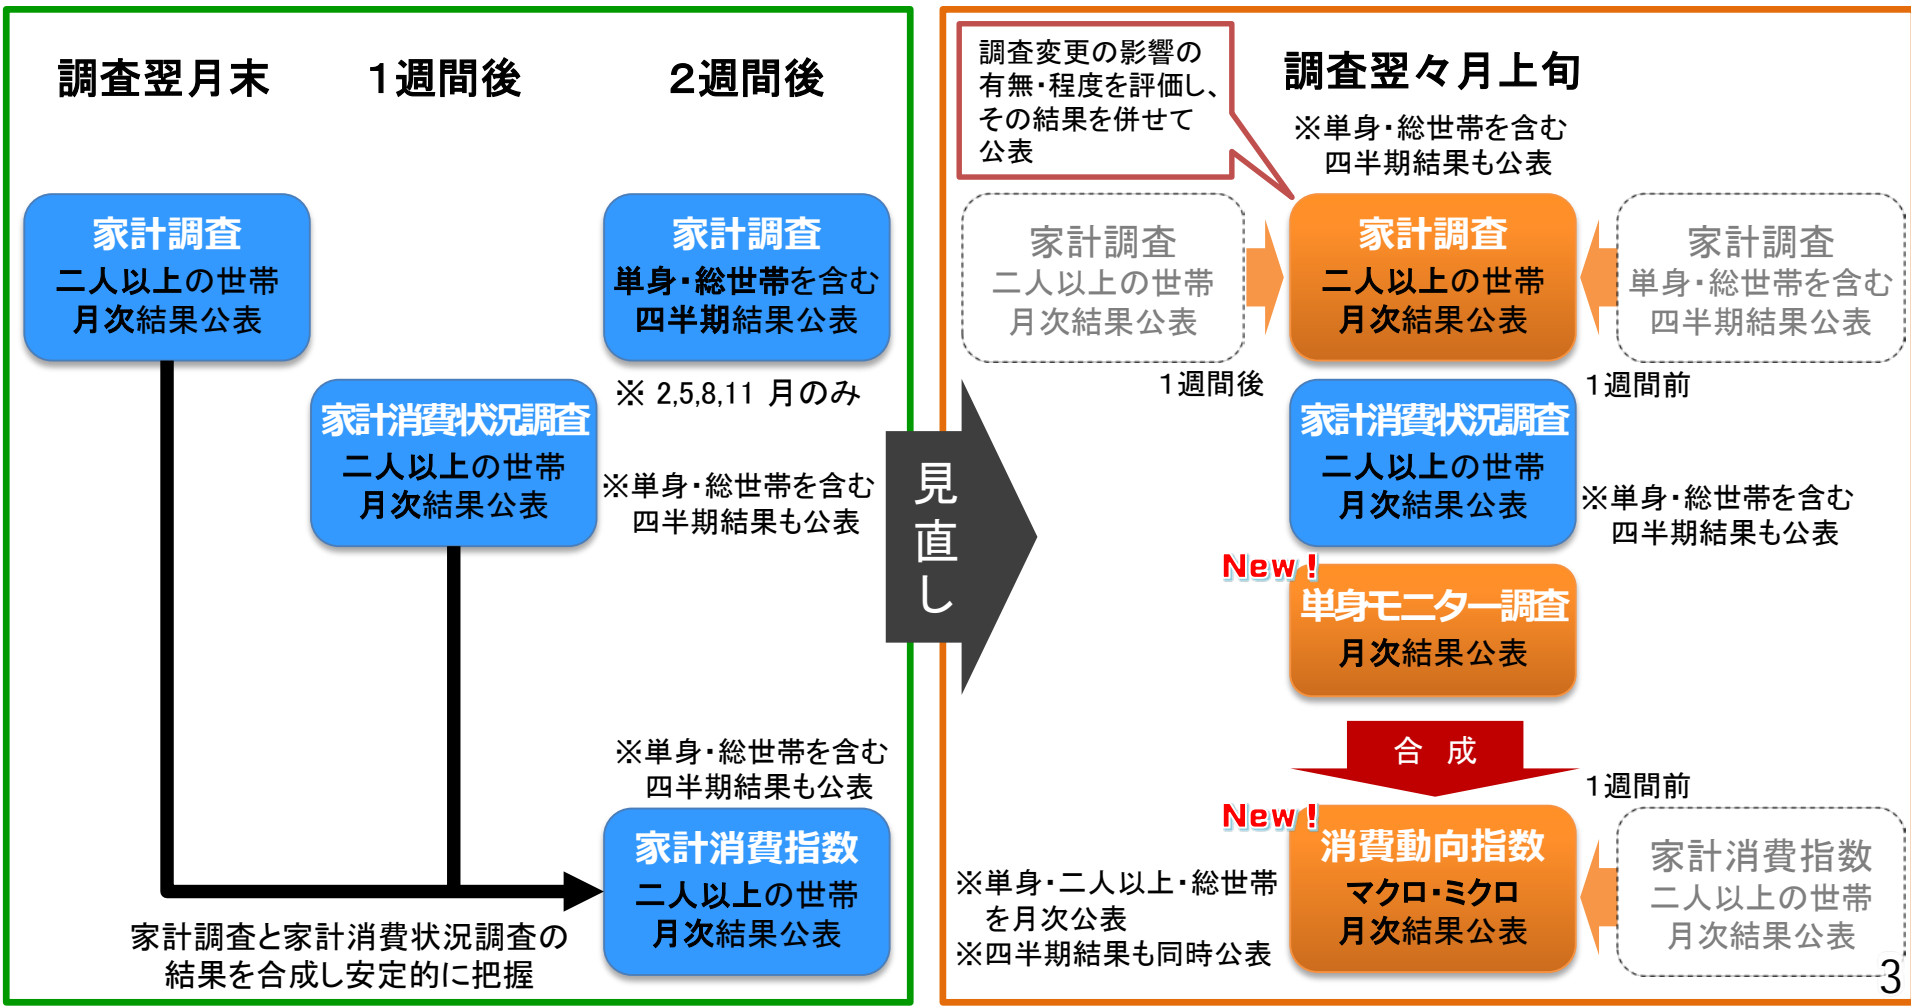 調査翌月末
１週間後
２週間後
家計調査
二人以上の世帯
月次結果公表
家計調査
単身・総世帯を含む
四半期結果公表
※ 2,5,8,11 月のみ
家計消費状況調査
二人以上の世帯
月次結果公表
※単身・総世帯を含む
四半期結果も公表
※単身・総世帯を含む
四半期結果も公表
家計消費指数
二人以上の世帯
月次結果公表
家計調査と家計消費状況調査の
結果を合成し安定的に把握
見直し
調査変更の影響の
有無・程度を評価し、
その結果を併せて
公表
調査翌々月上旬
※単身・総世帯を含む
四半期結果も公表
家計調査
二人以上の世帯
月次結果公表
１週間後
家計調査
二人以上の世帯
月次結果公表
家計調査
単身・総世帯を含む
四半期結果公表
１週間前
家計消費状況調査
二人以上の世帯
月次結果公表
※単身・総世帯を含む
四半期結果も公表
New！
単身モニター調査
月次結果公表
合 成
New！
消費動向指数
マクロ・ミクロ
月次結果公表
※単身・二人以上・総世帯
を月次公表
※四半期結果も同時公表
１週間前
家計消費指数
二人以上の世帯
月次結果公表
3